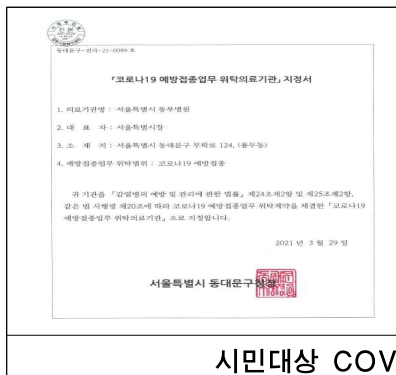 동대문구-전자-21-0099 호
「코로나19 예방접종업무 위탁의료기관」 지정서
1. 의료기관명 : 서울특별시 동부병원
2. 대 표 자 : 서울특별시장
3. 소 재 지 : 서울특별시 동대문구 무학로 124, (용두동)
4. 예방접종업무 위탁범위 : 코로나19 예방접종
귀 기관을 「감염병의 예방 및 관리에 관한 법률」 제24조제2항 및 제25조제2항,
같은 법 시행령 제20조에 따라 코로나19 예방접종업무 위탁계약을 체결한 「코로나19
예방접종업무 위탁의료기관」으로 지정합니다.
2021 년 3 월 29 일
서울특별시 동대문구청장
시민대상 COV